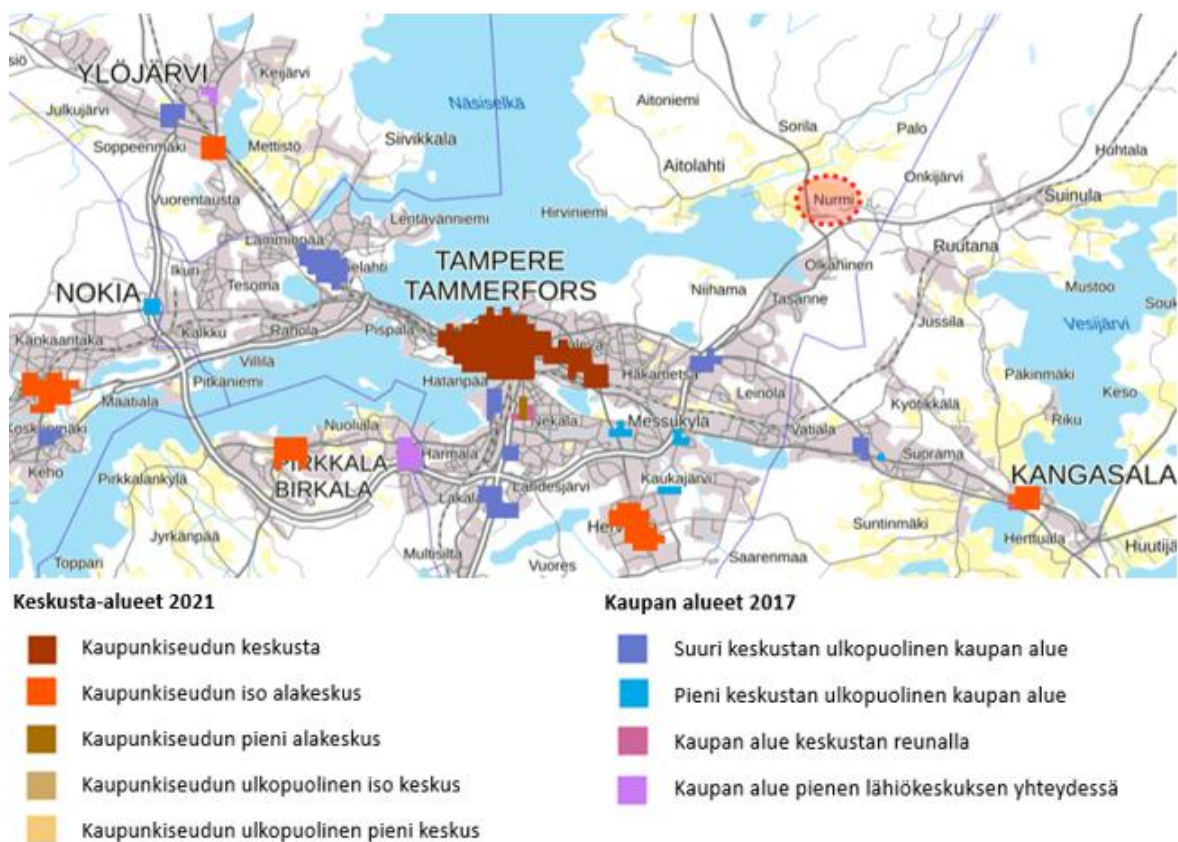 YLÖJÄRVI
Keijärvi
Julkujärvi
Soppeenmäki
Mettistö
Siivikkala
Näsiselkä
Aitoniemi
Sorila
Palo
Hohtala
Aitolahti
Onkijärvi
Nurmi
Suinula
Vuorentausta
Lentävänniemi
Hirviniemi
Lamminpää
Ruutana
Olkahinen
Ikuri
Tesoma
TAMPERE
TAMMERFORS
Niihama
Tasanne
Mustoo
NOKIA
Vesijärvi
Kankaantaka
Kalkku
Rahola
Pispala
Jussila
Villilä
Pitkäniemi
Hatanpää
Hakametsä
Leinola
Pakinmäki
Keso
Maatiala
Kyötikkälä
Nuoliala
Nekala
Messukylä
Vatiala
Riku
Keho
Pirkkalankylä
PIRKKALA
BIRKALA
Härmälä
Suorama
Lahdesjärvi
Kaukajärvi
KANGASALA
Jyrkänpää
Suntinmäki
Herttuala
Toppari
Multisilta
Vuores
Saarenmaa
Huutijä
Keskusta-alueet 2021
Kaupunkiseudun keskusta
Kaupunkiseudun iso alakeskus
Kaupunkiseudun pieni alakeskus
Kaupunkiseudun ulkopuolinen iso keskus
Kaupunkiseudun ulkopuolinen pieni keskus
Kaupan alueet 2017
Suuri keskustan ulkopuolinen kaupan alue
Pieni keskustan ulkopuolinen kaupan alue
Kaupan alue keskustan reunalla
Kaupan alue pienen lähiökeskuksen yhteydessä